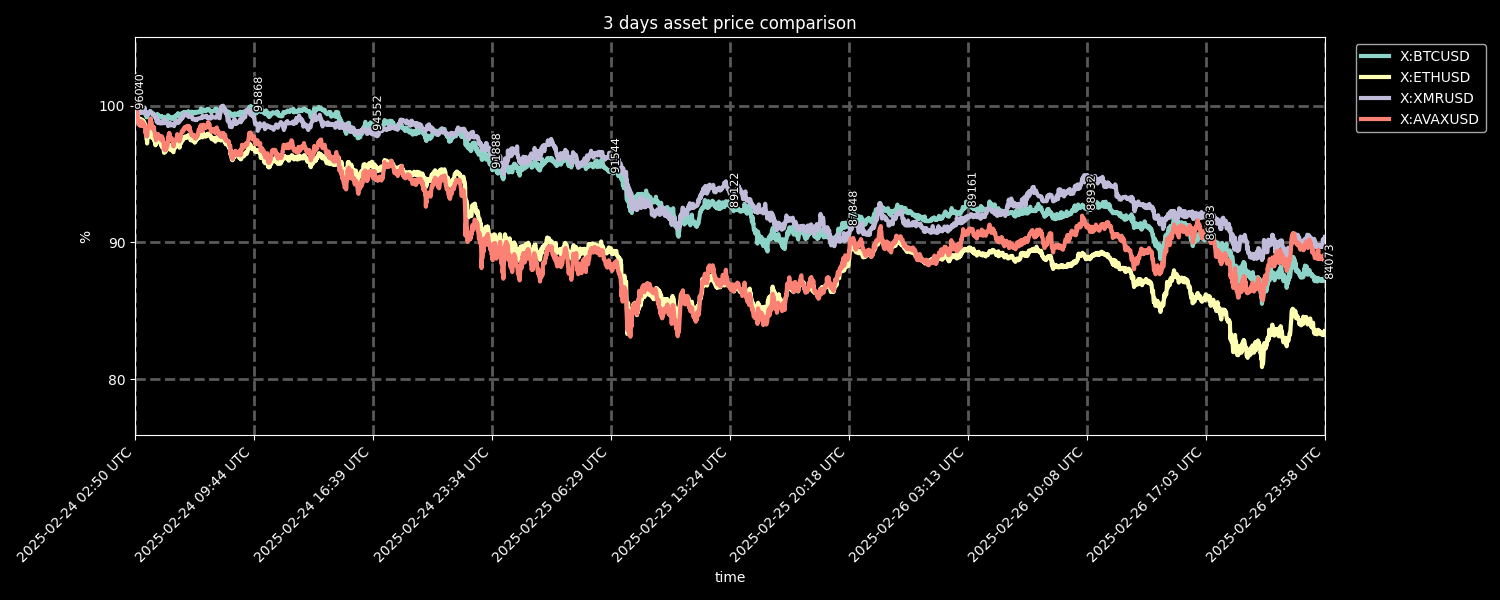 3 days asset price comparison
X:BTCUSD
X:ETHUSD
X:XMRUSD
X:AVAXUSD
%
100
90
80
96040
95868
94552
91888
91544
89122
87848
89161
88932
86833
84073
2025-02-24 02:50 UTC
2025-02-24 09:44 UTC
2025-02-24 16:39 UTC
2025-02-24 23:34 UTC
2025-02-25 06:29 UTC
2025-02-25 13:24 UTC
2025-02-25 20:18 UTC
2025-02-26 03:13 UTC
2025-02-26 10:08 UTC
2025-02-26 17:03 UTC
2025-02-26 23:58 UTC
time